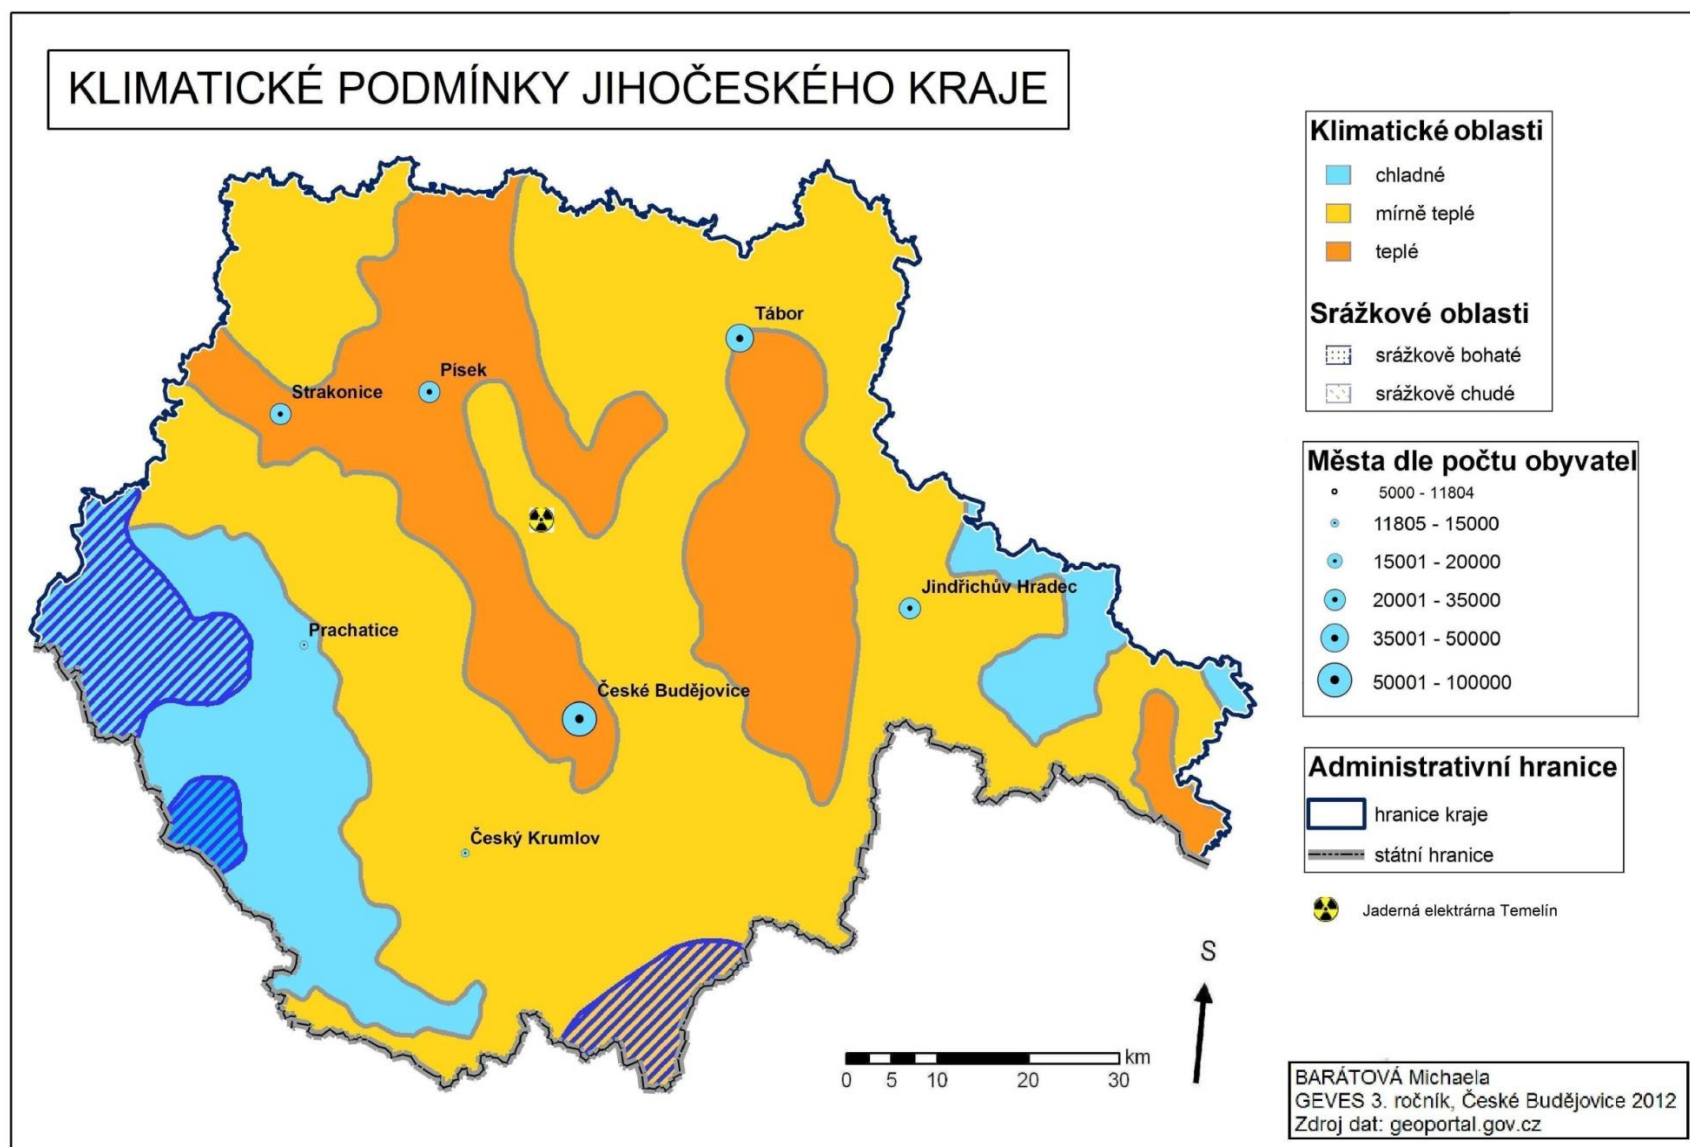 KLIMATICKÉ PODMÍNKY JIHOČESKÉHO KRAJE
Klimatické oblasti
chladné
mírně teplé
teplé
Srážkové oblasti
srážkově bohaté
srážkově chudé
Města dle počtu obyvatel
5000 - 11804
11805 - 15000
15001 - 20000
20001 - 35000
35001 - 50000
50001 - 100000
Administrativní hranice
hranice kraje
státní hranice
Jaderná elektrárna Temelín
Tábor
Písek
Strakonice
Jindřichův Hradec
Prachatice
České Budějovice
Český Krumlov
S
km
0 5 10 20 30
BARÁTOVÁ Michaela
GEVES 3. ročník, České Budějovice 2012
Zdroj dat: geoportal.gov.cz